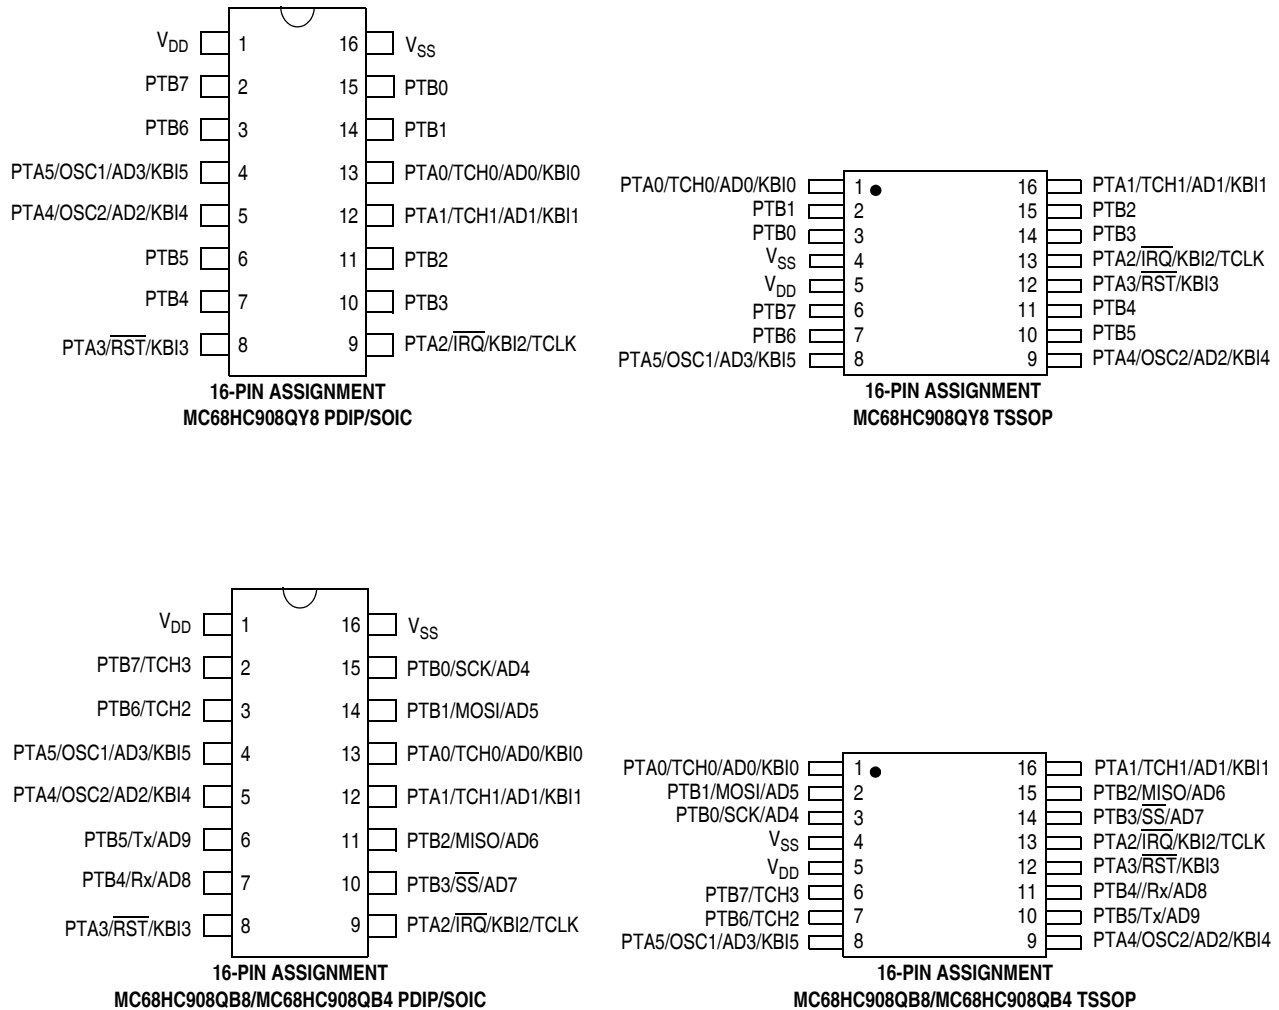 VDD 1 16 VSS
PTB7 2 15 PTB0
PTB6 3 14 PTB1
PTA5/OSC1/AD3/KBI5 4 13 PTA0/TCH0/AD0/KBI0
PTA4/OSC2/AD2/KBI4 5 12 PTA1/TCH1/AD1/KBI1
PTB5 6 11 PTB2
PTB4 7 10 PTB3
PTA3/RST/KBI3 8 9 PTA2/IRQ/KBI2/TCLK
16-PIN ASSIGNMENT
MC68HC908QY8 PDIP/SOIC
PTA0/TCH0/AD0/KBI0 1 16 PTA1/TCH1/AD1/KBI1
PTB1 2 15 PTB2
PTB0 3 14 PTB3
VSS 4 13 PTA2/IRQ/KBI2/TCLK
VDD 5 12 PTA3/RST/KBI3
PTB7 6 11 PTB4
PTB6 7 10 PTB5
PTA5/OSC1/AD3/KBI5 8 9 PTA4/OSC2/AD2/KBI4
16-PIN ASSIGNMENT
MC68HC908QY8 TSSOP
VDD 1 16 VSS
PTB7/TCH3 2 15 PTB0/SCK/AD4
PTB6/TCH2 3 14 PTB1/MOSI/AD5
PTA5/OSC1/AD3/KBI5 4 13 PTA0/TCH0/AD0/KBI0
PTA4/OSC2/AD2/KBI4 5 12 PTA1/TCH1/AD1/KBI1
PTB5/Tx/AD9 6 11 PTB2/MISO/AD6
PTB4/Rx/AD8 7 10 PTB3/SS/AD7
PTA3/RST/KBI3 8 9 PTA2/IRQ/KBI2/TCLK
16-PIN ASSIGNMENT
MC68HC908QB8/MC68HC908QB4 PDIP/SOIC
PTA0/TCH0/AD0/KBI0 1 16 PTA1/TCH1/AD1/KBI1
PTB1/MOSI/AD5 2 15 PTB2/MISO/AD6
PTB0/SCK/AD4 3 14 PTB3/SS/AD7
VSS 4 13 PTA2/IRQ/KBI2/TCLK
VDD 5 12 PTA3/RST/KBI3
PTB7/TCH3 6 11 PTB4//Rx/AD8
PTB6/TCH2 7 10 PTB5/Tx/AD9
PTA5/OSC1/AD3/KBI5 8 9 PTA4/OSC2/AD2/KBI4
16-PIN ASSIGNMENT
MC68HC908QB8/MC68HC908QB4 TSSOP